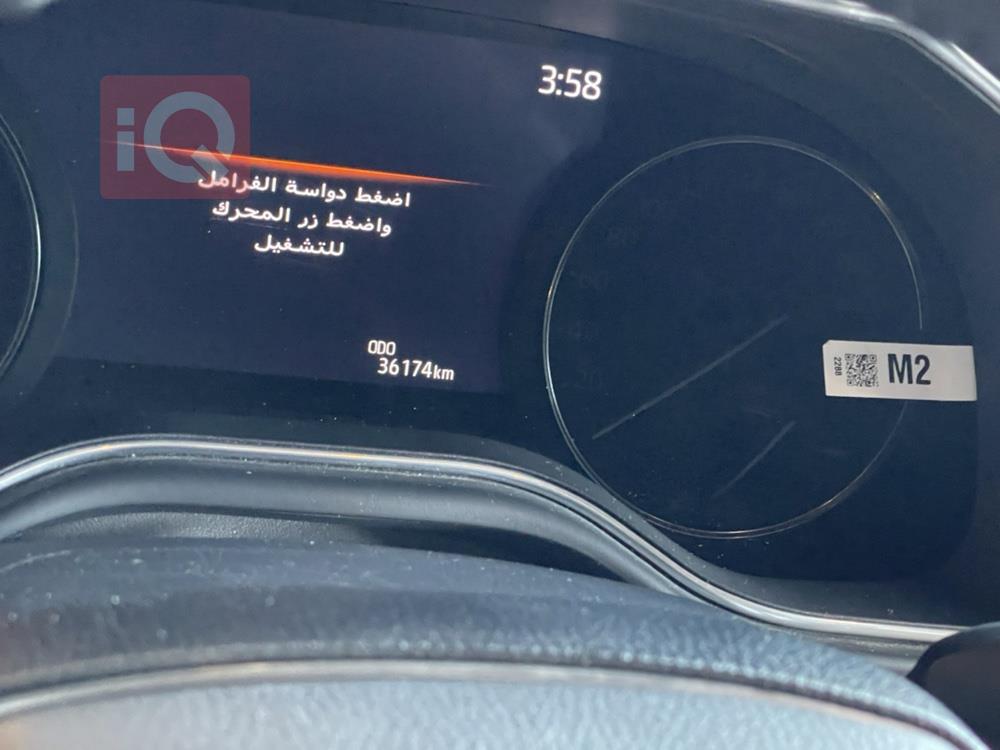 iQ
3:58
اضغط دواسة الفرامل
واضغط زر المحرك
للتشغيل
ODO
36174km
2288
M2